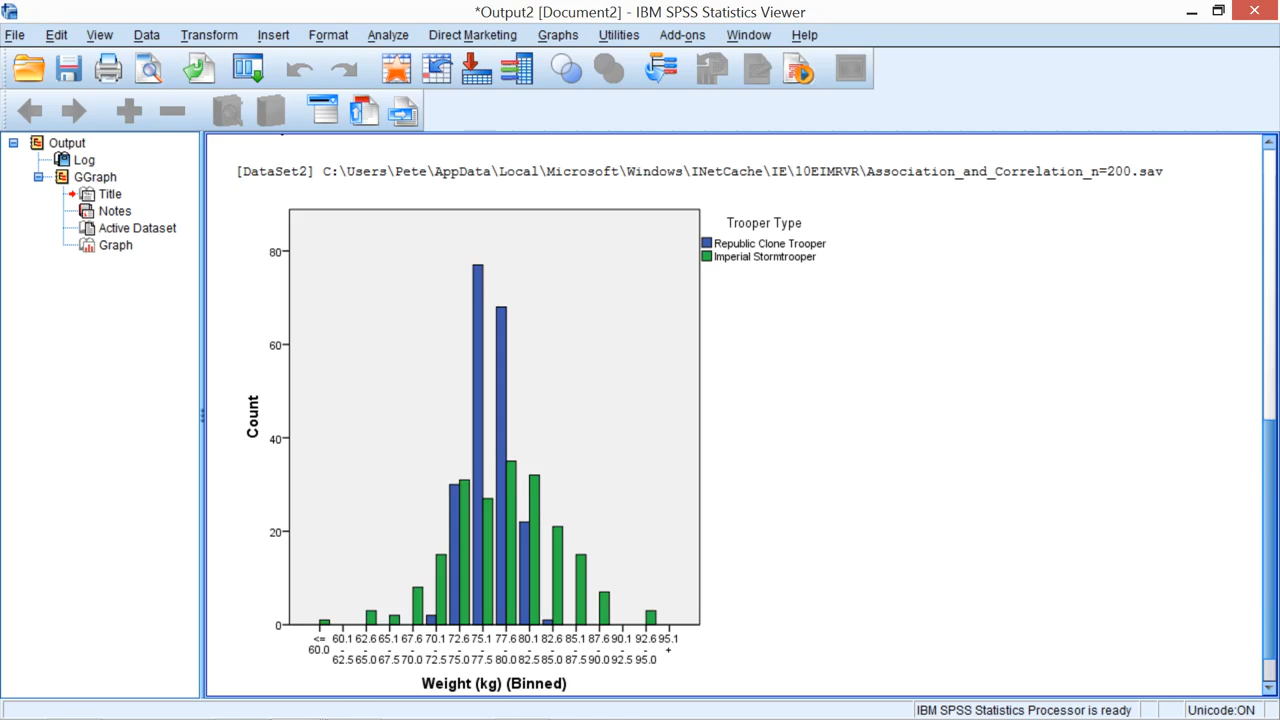 *Output2 [Document2] - IBM SPSS Statistics Viewer
File Edit View Data Transform Insert Format Analyze Direct Marketing Graphs Utilities Add-ons Window Help
Output
Log
GGraph
Title
Notes
Active Dataset
Graph
[DataSet2] C:\Users\Pete\AppData\Local\Microsoft\Windows\INetCache\IE\10EIMRVR\Association_and_Correlation_n=200.sav
Trooper Type
Republic Clone Trooper
Imperial Stormtrooper
80
60
40
20
0
Count
<= 60.0
60.1 - 62.5
62.6 - 65.0
65.1 - 67.5
67.6 - 70.0
70.1 - 72.5
72.6 - 75.0
75.1 - 77.5
77.6 - 80.0
80.1 - 82.5
82.6 - 85.0
85.1 - 87.5
87.6 - 90.0
90.1 - 92.5
92.6 - 95.0
95.1 +
Weight (kg) (Binned)
IBM SPSS Statistics Processor is ready
Unicode:ON